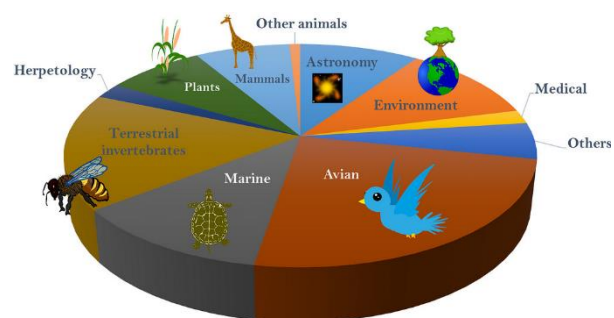 Other animals
Astronomy
Herpetology
Mammals
Plants
Environment
Medical
Terrestrial
invertebrates
Others
Marine
Avian